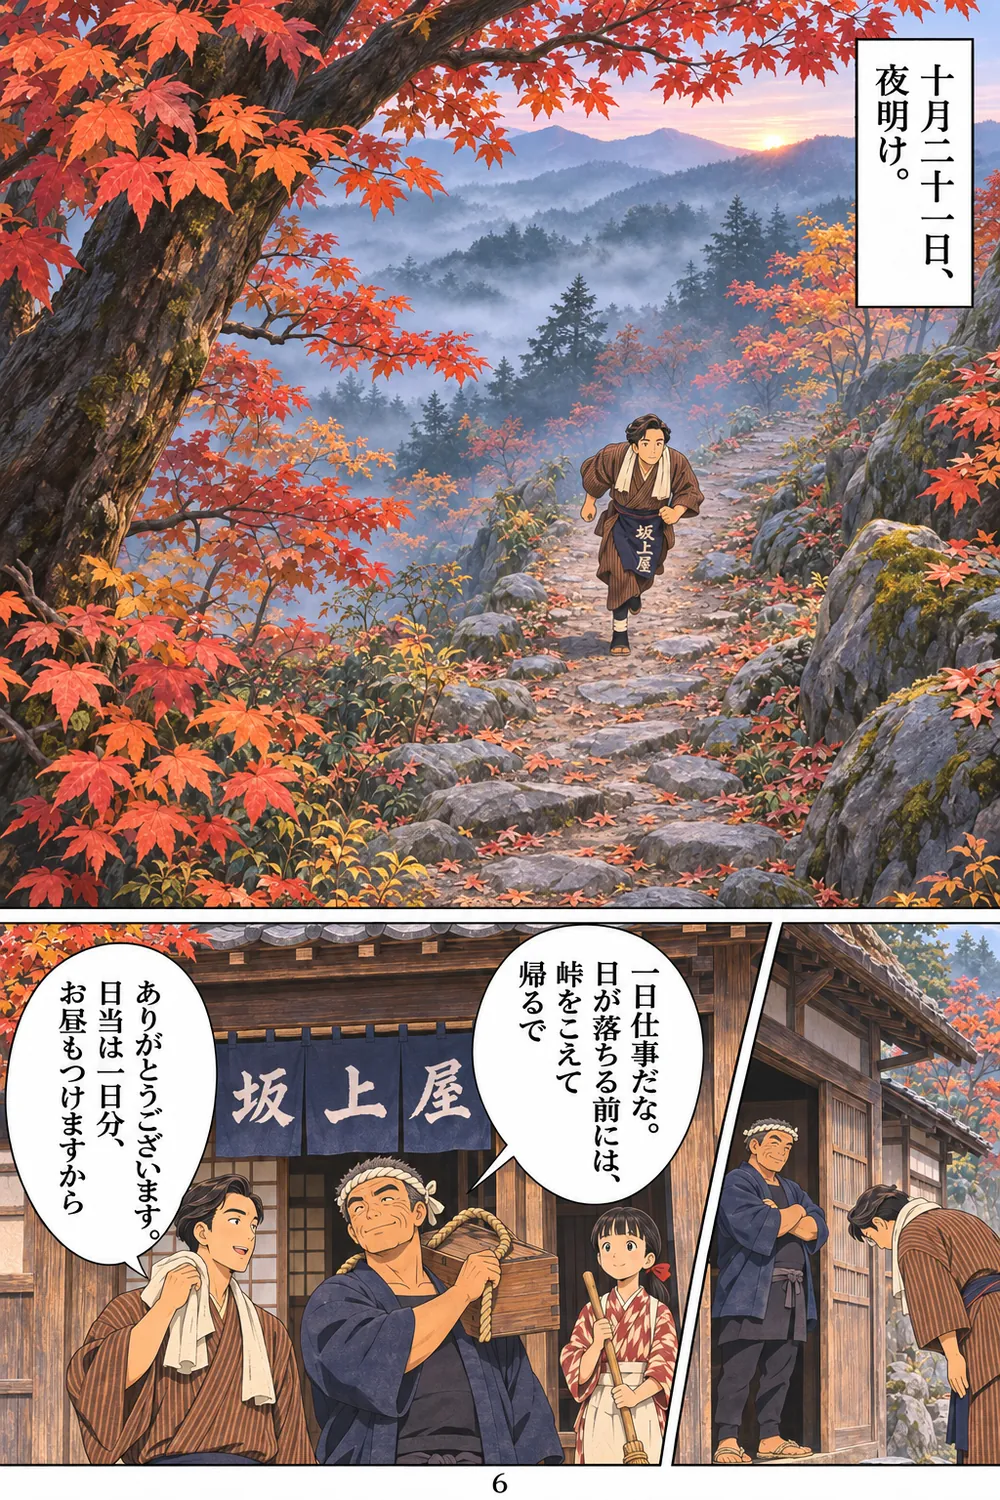 十月二十一日、
夜明け。
坂上屋
一日仕事だな。
日が落ちる前には、
峠をこえて
帰るで
坂上屋
ありがとうございます。
日当は一日分、
お昼もつけますから
6